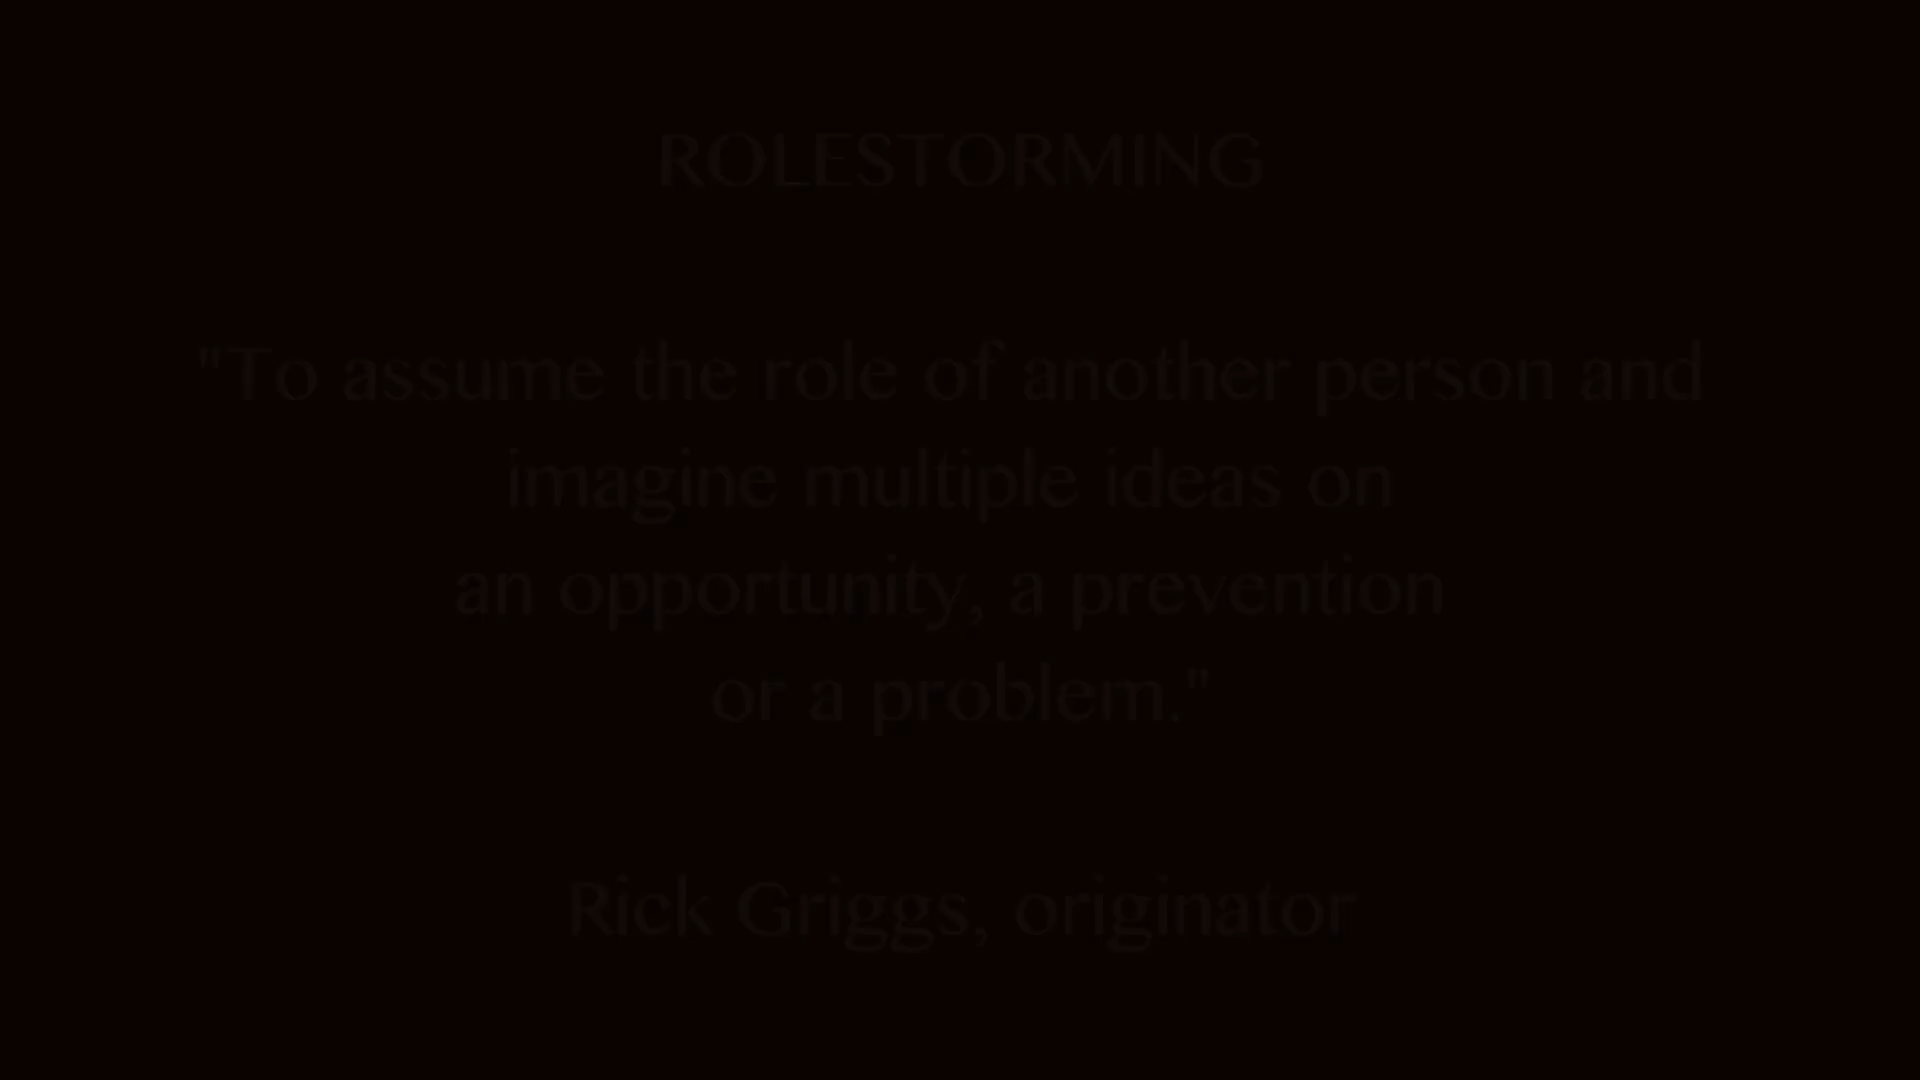 ROLESTORMING
"To assume the role of another person and
imagine multiple ideas on
an opportunity, a prevention
or a problem."
Rick Griggs, originator